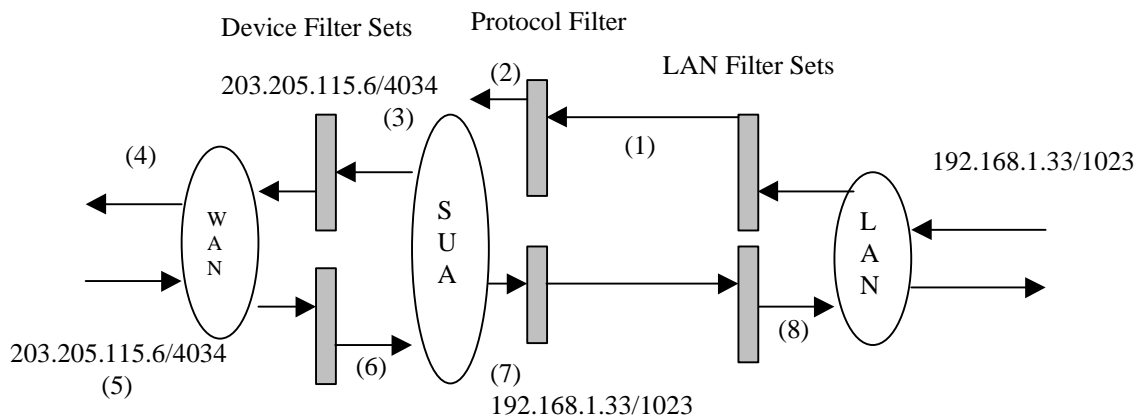 Device Filter Sets
Protocol Filter
LAN Filter Sets
203.205.115.6/4034
(2)
(3)
(1)
(4)
192.168.1.33/1023
W
A
N
S
U
A
L
A
N
203.205.115.6/4034
(5)
(6)
(7)
(8)
192.168.1.33/1023